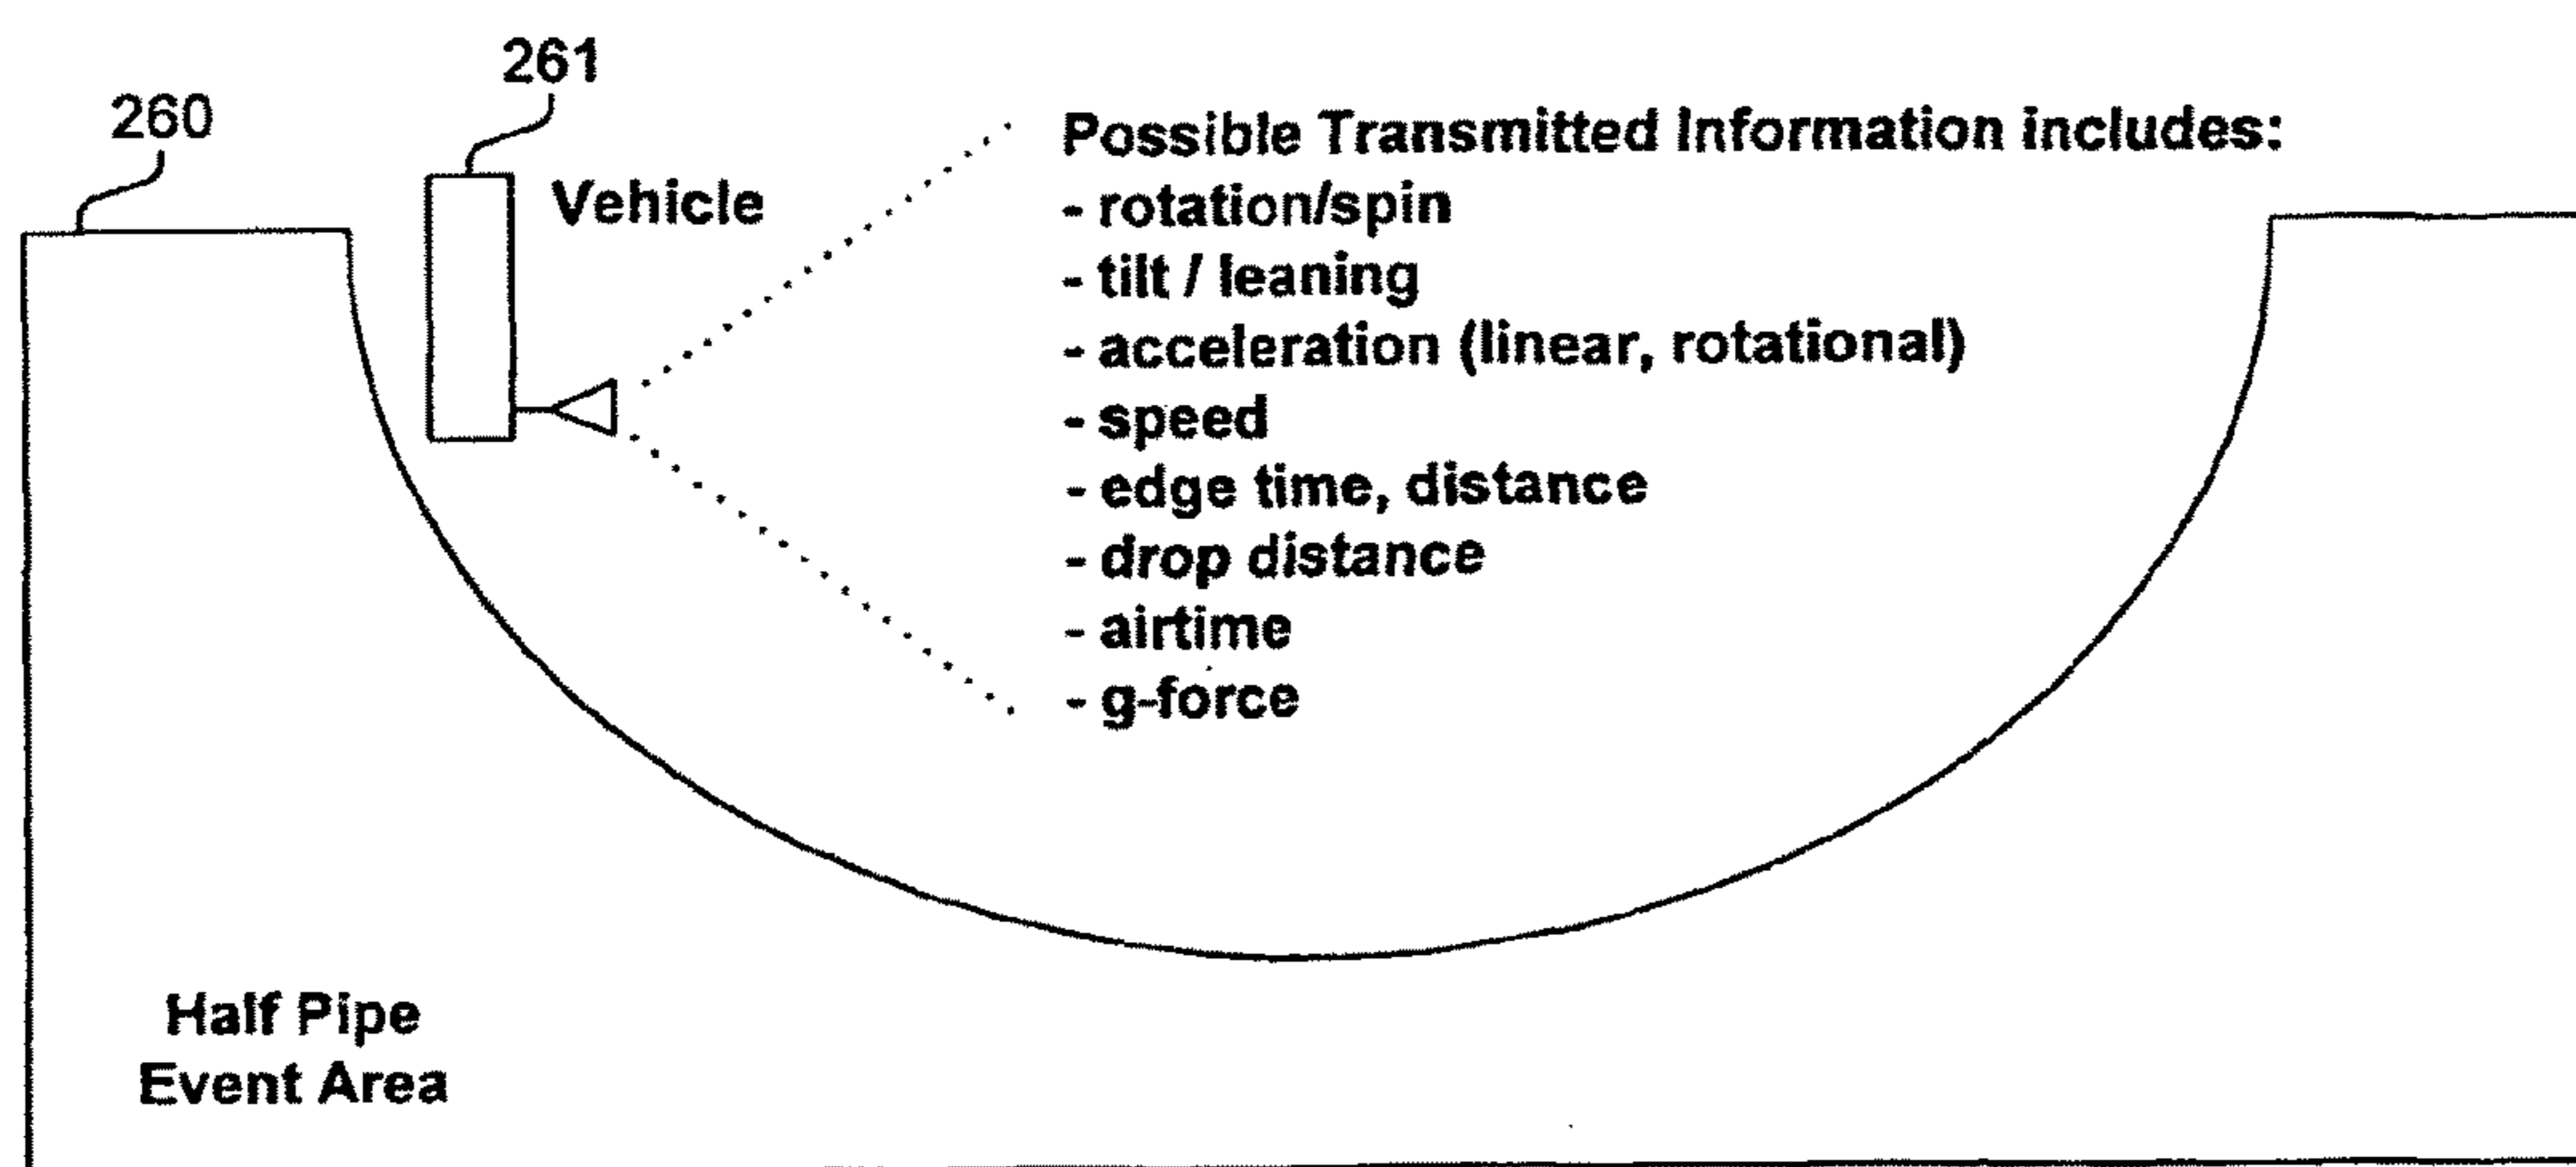 261
260
Vehicle
Possible Transmitted Information includes:
- rotation/spin
- tilt / leaning
- acceleration (linear, rotational)
- speed
- edge time, distance
- drop distance
- airtime
- g-force
Half Pipe
Event Area